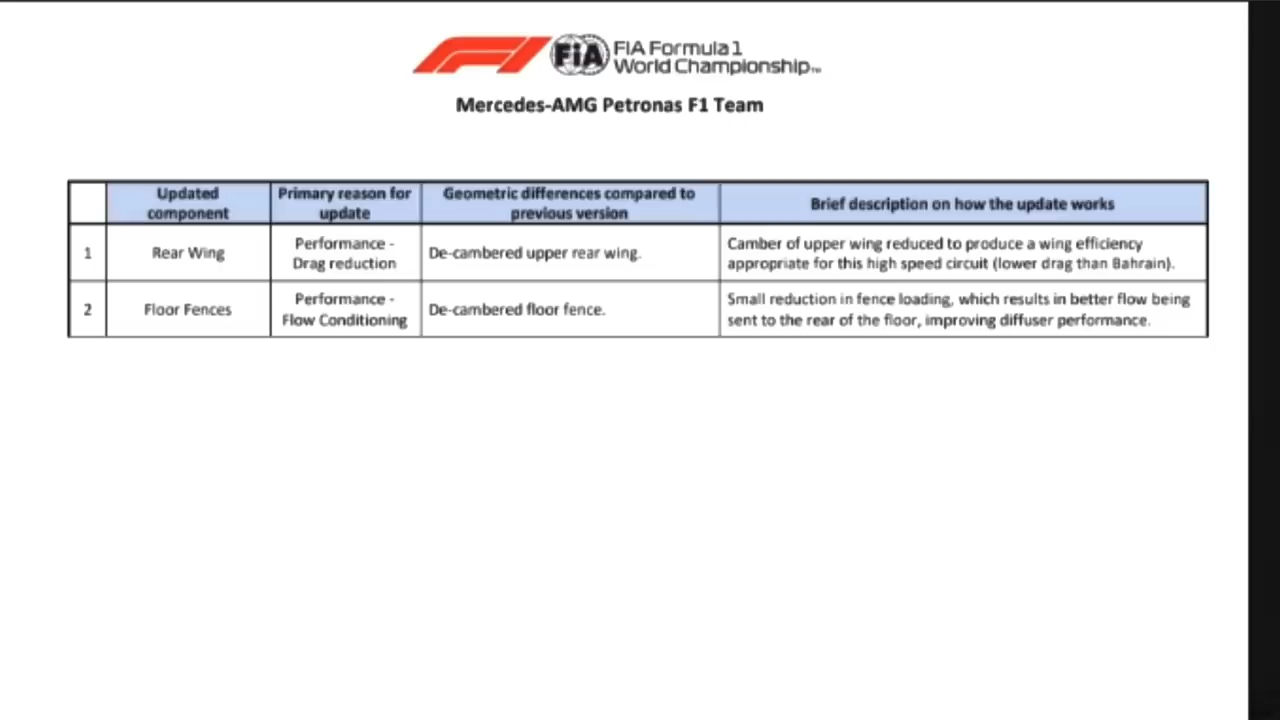 F1 FIA FIA Formula 1
World Championship™
Mercedes-AMG Petronas F1 Team
Updated
component
Primary reason for
update
Geometric differences compared to
previous version
Brief description on how the update works
1
Rear Wing
Performance -
Drag reduction
De-cambered upper rear wing.
Camber of upper wing reduced to produce a wing efficiency
appropriate for this high speed circuit (lower drag than Bahrain).
2
Floor Fences
Performance -
Flow Conditioning
De-cambered floor fence.
Small reduction in fence loading, which results in better flow being
sent to the rear of the floor, improving diffuser performance.